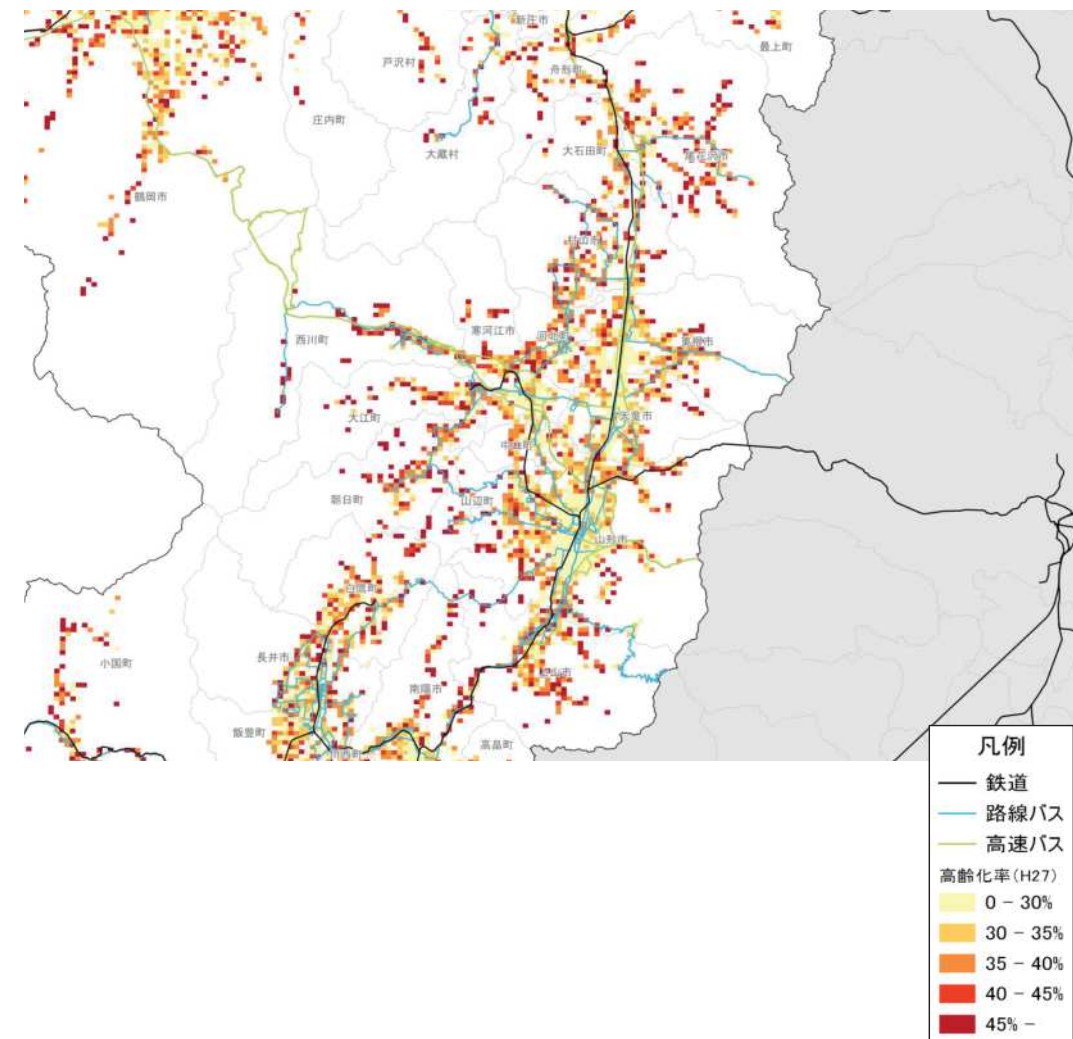 新庄市
最上町
戸沢村
舟形町
庄内町
大蔵村
大石田町
尾花沢市
鶴岡市
村山市
西川町
寒河江市
河北町
東根市
大江町
天童市
中山町
朝日町
山辺町
山形市
白鷹町
小国町
長井市
南陽市
上山市
飯豊町
高畠町
川西町
凡例
鉄道
路線バス
高速バス
高齢化率(H27)
0 - 30%
30 - 35%
35 - 40%
40 - 45%
45% -